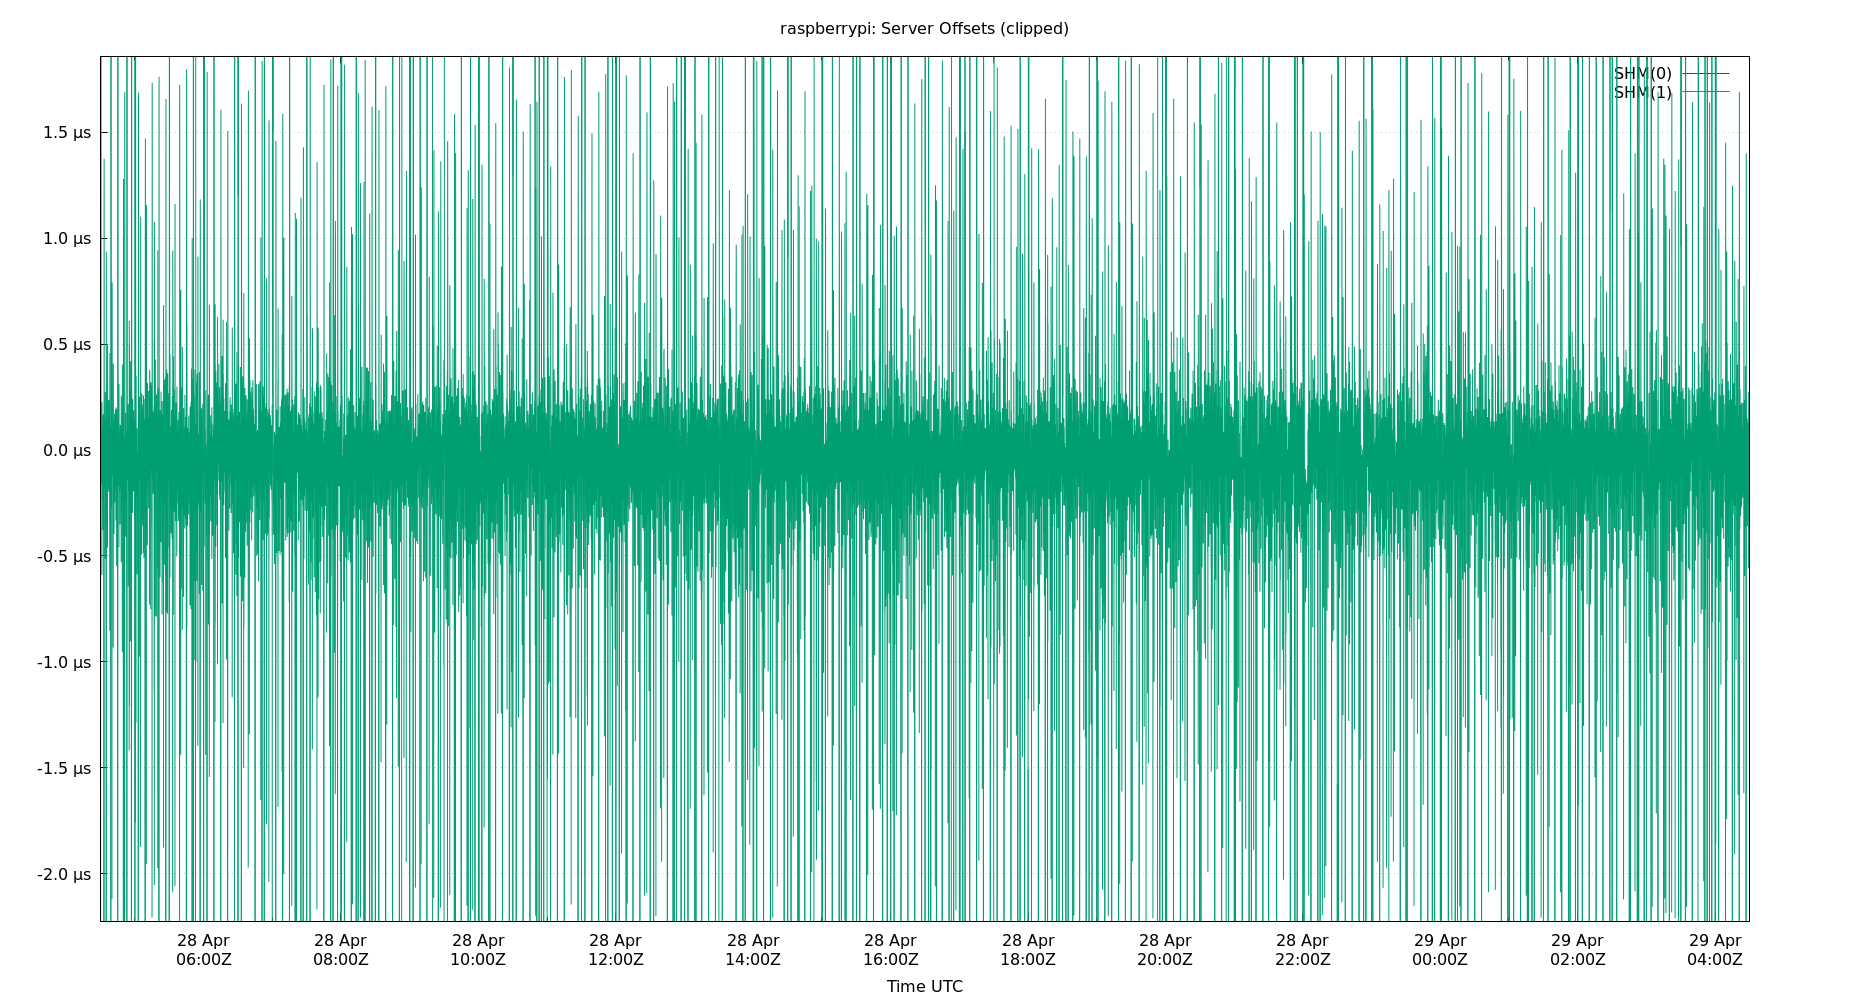 raspberrypi: Server Offsets (clipped)
SHM(0)
SHM(1)
1.5 µs
1.0 µs
0.5 µs
0.0 µs
-0.5 µs
-1.0 µs
-1.5 µs
-2.0 µs
28 Apr 28 Apr 28 Apr 28 Apr 28 Apr 28 Apr 28 Apr 28 Apr 28 Apr 29 Apr 29 Apr 29 Apr
06:00Z 08:00Z 10:00Z 12:00Z 14:00Z 16:00Z 18:00Z 20:00Z 22:00Z 00:00Z 02:00Z 04:00Z
Time UTC